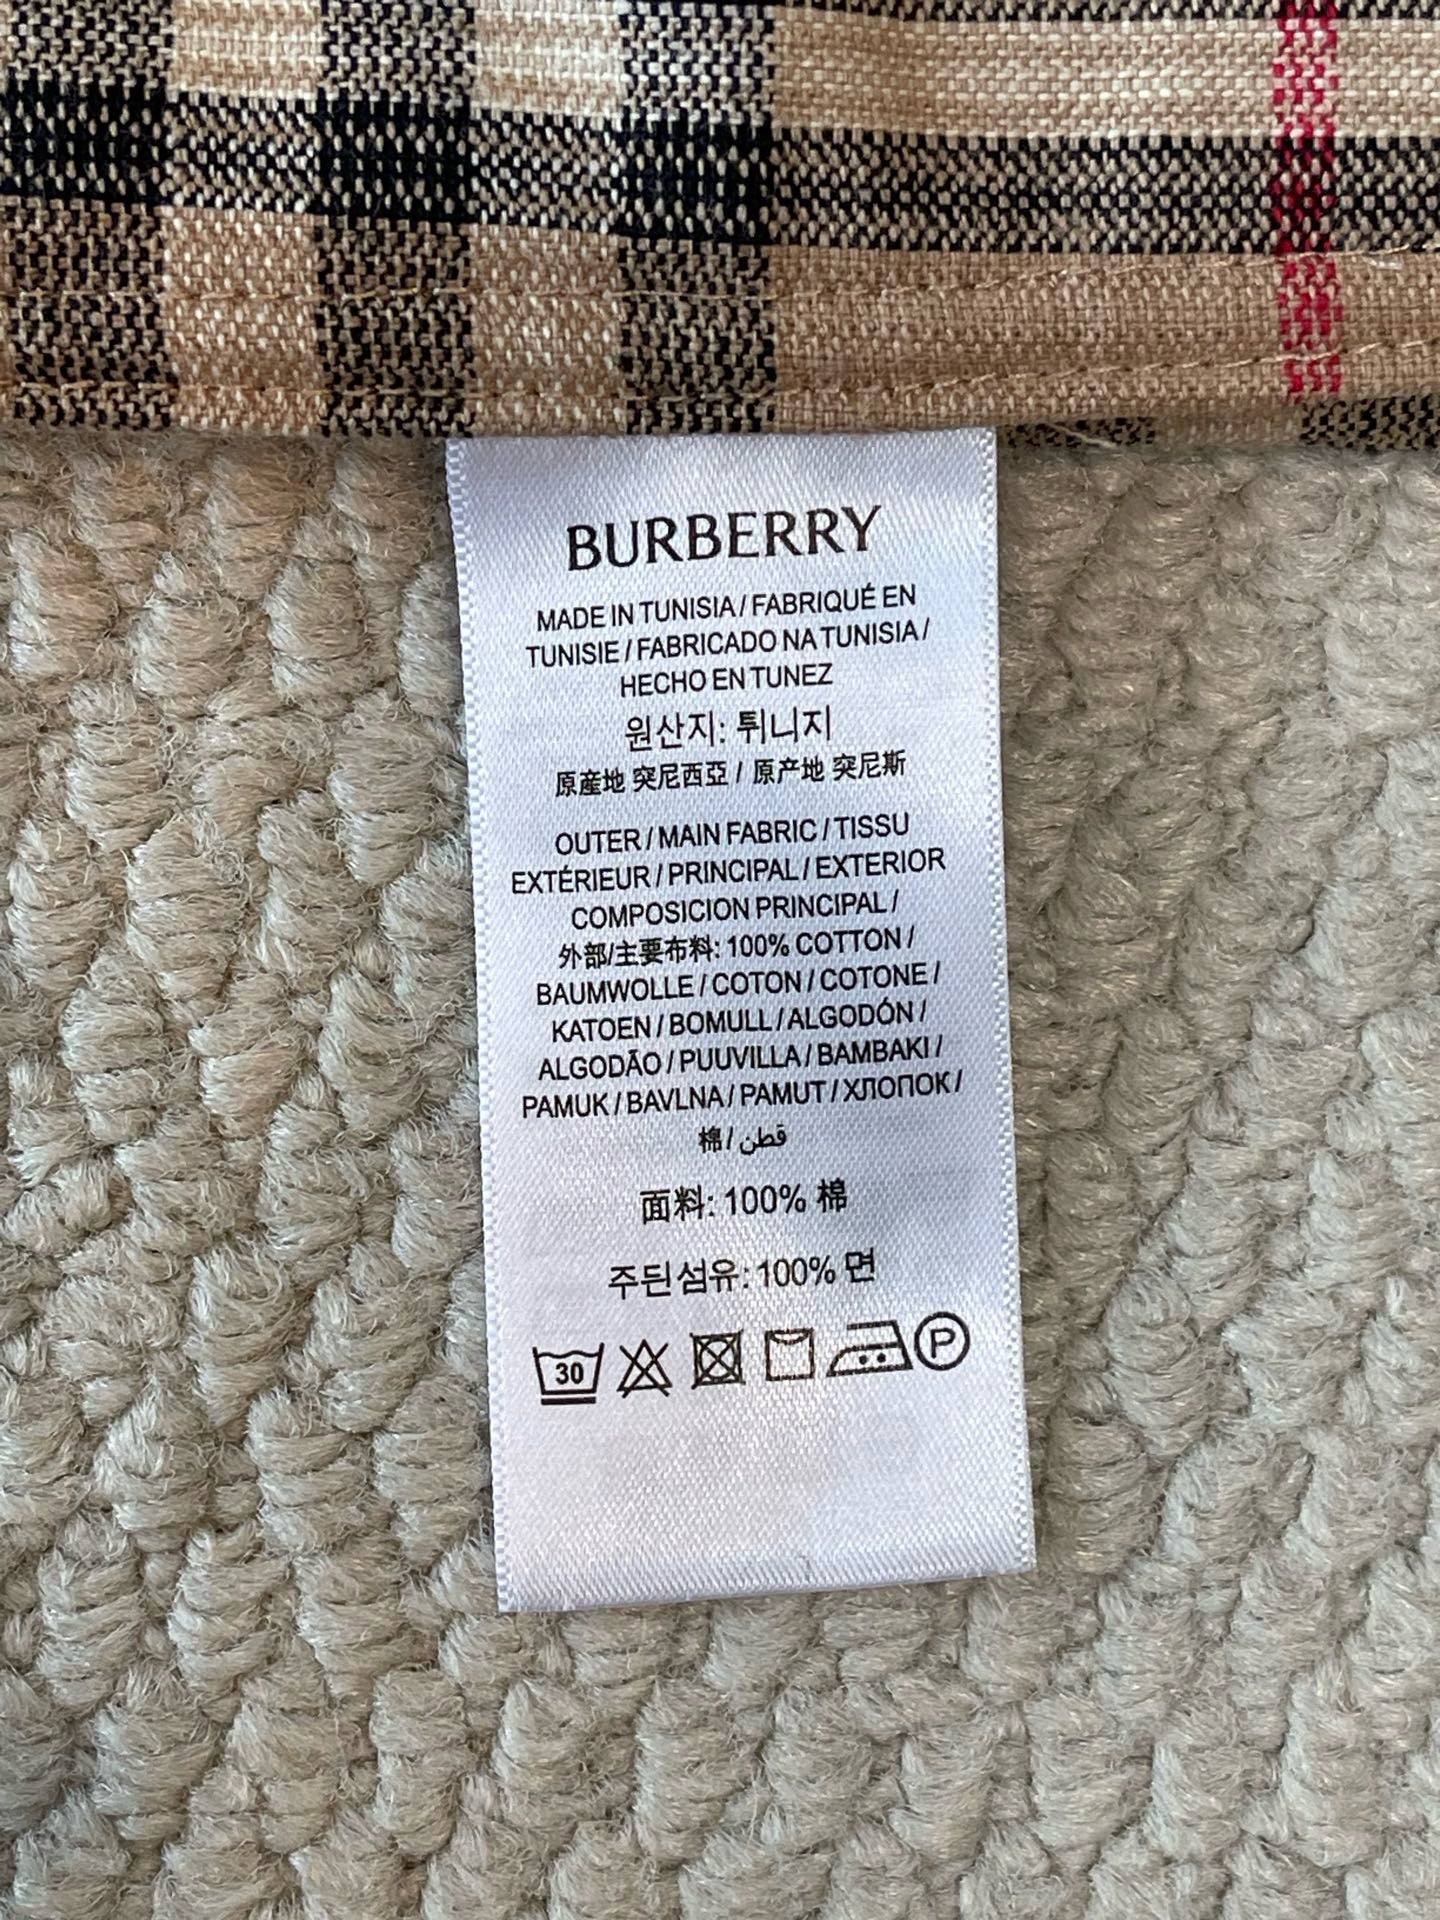 BURBERRY
MADE IN TUNISIA / FABRIQUÉ EN
TUNISIE / FABRICADO NA TUNISIA /
HECHO EN TUNEZ
원산지: 튀니지
原産地 突尼西亞 / 原产地 突尼斯
OUTER / MAIN FABRIC / TISSU
EXTÉRIEUR / PRINCIPAL / EXTERIOR
COMPOSICION PRINCIPAL /
外部/主要布料: 100% COTTON /
BAUMWOLLE / COTON / COTONE /
KATOEN / BOMULL / ALGODÓN /
ALGODÃO / PUUVILLA / BAMBAKI /
PAMUK / BAVLNA / PAMUT / ХЛОПОК /
棉 / قطن
面料: 100% 棉
주된섬유: 100% 면
30 P